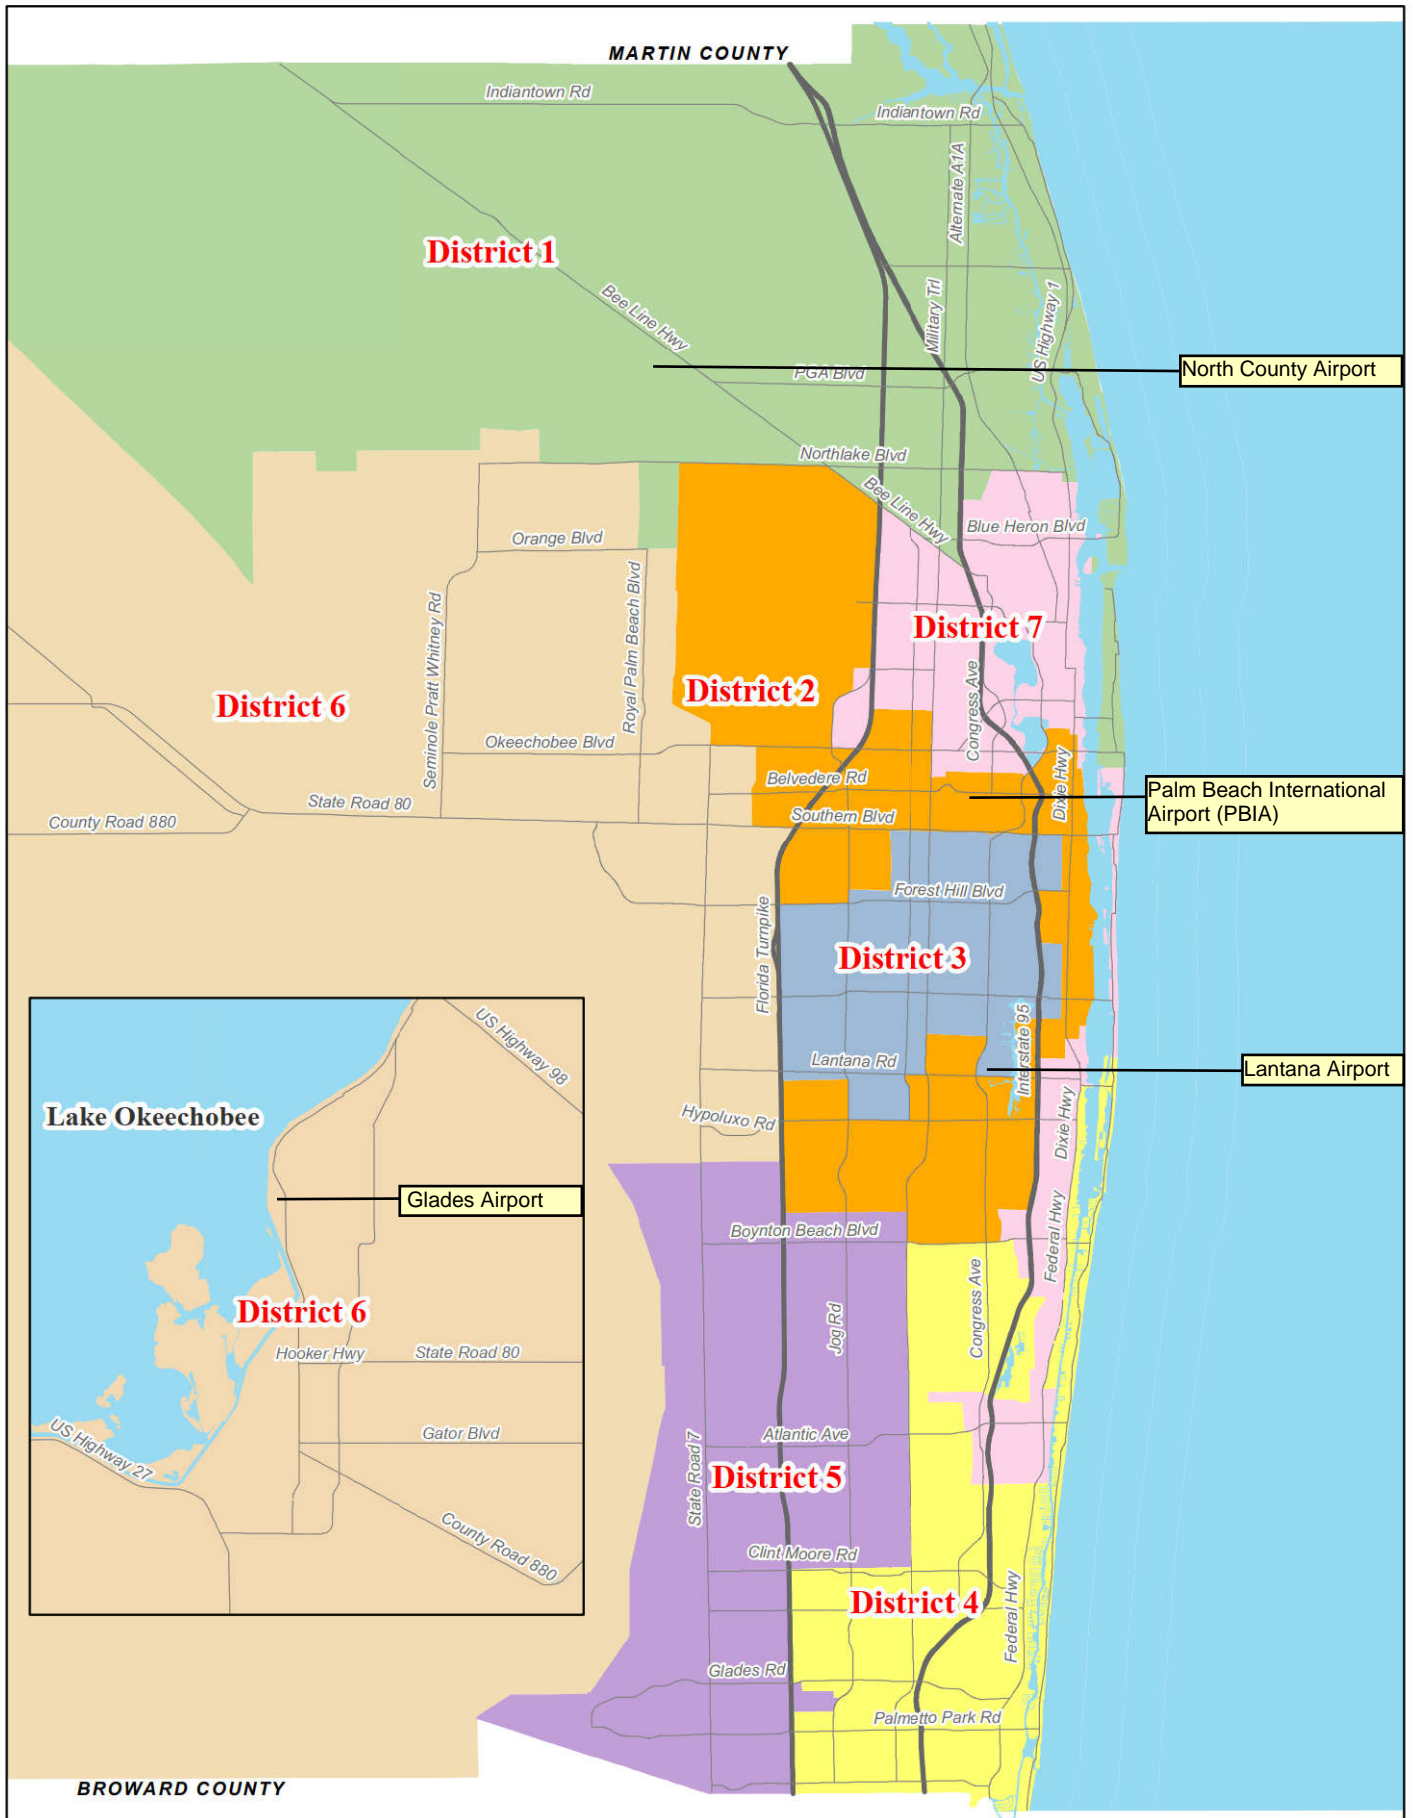 MARTIN COUNTY
Indiantown Rd
Indiantown Rd
Alternate A1A
District 1
Bee Line Hwy
Military Trl
US Highway 1
North County Airport
PGA Blvd
Northlake Blvd
Bee Line Hwy
Blue Heron Blvd
Orange Blvd
Seminole Pratt Whitney Rd
Royal Palm Beach Blvd
District 7
District 6
District 2
Congress Ave
Okeechobee Blvd
Belvedere Rd
Dixie Hwy
Palm Beach International
Airport (PBIA)
State Road 80
County Road 880
Southern Blvd
Forest Hill Blvd
Florida Turnpike
District 3
Interstate 95
Lantana Rd
Lantana Airport
Hypoluxo Rd
Dixie Hwy
US Highway 98
Lake Okeechobee
Glades Airport
Federal Hwy
Boynton Beach Blvd
District 6
Jog Rd
Congress Ave
Hooker Hwy
State Road 80
Gator Blvd
US Highway 27
Atlantic Ave
State Road 7
District 5
County Road 880
Clint Moore Rd
District 4
Federal Hwy
Glades Rd
Palmetto Park Rd
BROWARD COUNTY